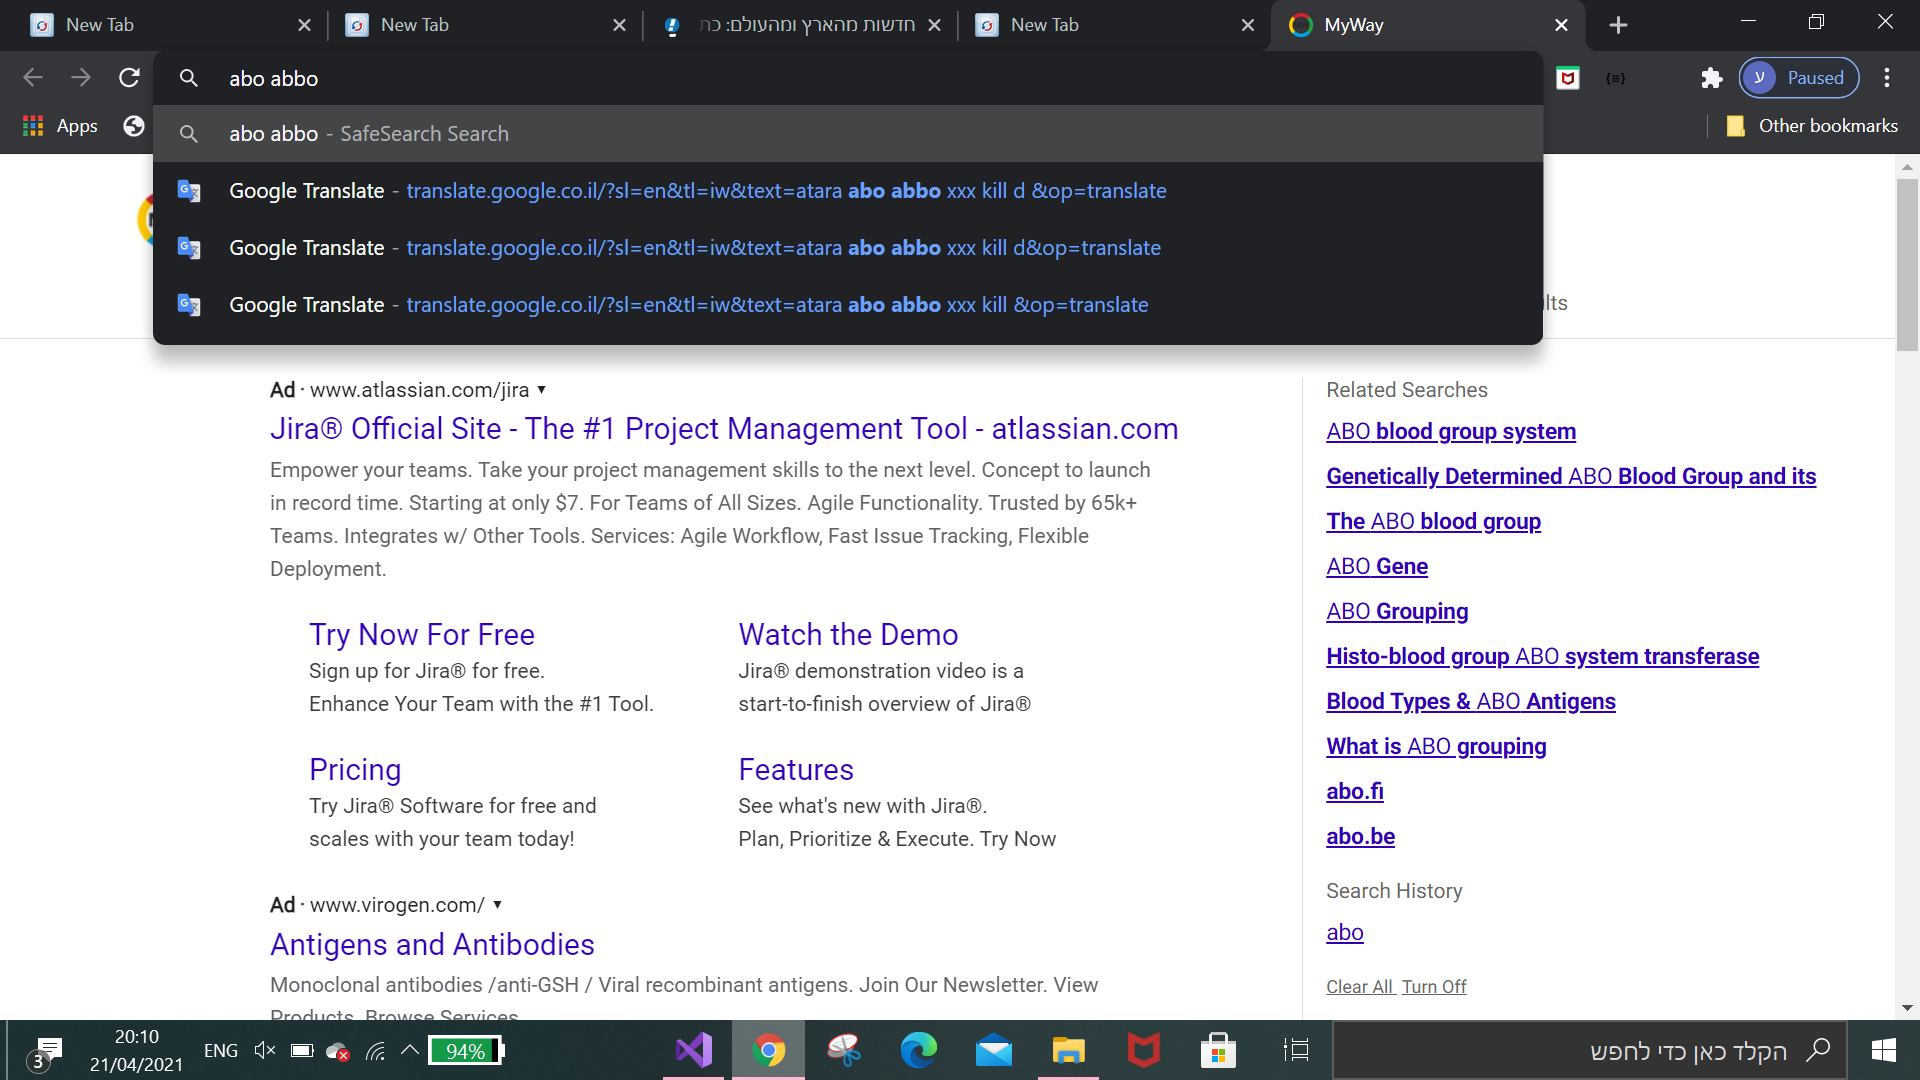 New Tab
New Tab
חדשות מהארץ ומהעולם: כת
New Tab
MyWay
abo abbo
Paused
ע
Apps
Other bookmarks
abo abbo - SafeSearch Search
Google Translate - translate.google.co.il/?sl=en&tl=iw&text=atara abo abbo xxx kill d &op=translate
Google Translate - translate.google.co.il/?sl=en&tl=iw&text=atara abo abbo xxx kill d&op=translate
Google Translate - translate.google.co.il/?sl=en&tl=iw&text=atara abo abbo xxx kill &op=translate
Ad · www.atlassian.com/jira
Jira® Official Site - The #1 Project Management Tool - atlassian.com
Empower your teams. Take your project management skills to the next level. Concept to launch
in record time. Starting at only $7. For Teams of All Sizes. Agile Functionality. Trusted by 65k+
Teams. Integrates w/ Other Tools. Services: Agile Workflow, Fast Issue Tracking, Flexible
Deployment.
Try Now For Free
Sign up for Jira® for free.
Enhance Your Team with the #1 Tool.
Watch the Demo
Jira® demonstration video is a
start-to-finish overview of Jira®
Pricing
Try Jira® Software for free and
scales with your team today!
Features
See what's new with Jira®.
Plan, Prioritize & Execute. Try Now
Ad · www.virogen.com/
Antigens and Antibodies
Monoclonal antibodies /anti-GSH / Viral recombinant antigens. Join Our Newsletter. View
Products. Browse Services
Related Searches
ABO blood group system
Genetically Determined ABO Blood Group and its
The ABO blood group
ABO Gene
ABO Grouping
Histo-blood group ABO system transferase
Blood Types & ABO Antigens
What is ABO grouping
abo.fi
abo.be
Search History
abo
Clear All Turn Off
3
20:10
21/04/2021
ENG
94%
הקלד כאן כדי לחפש